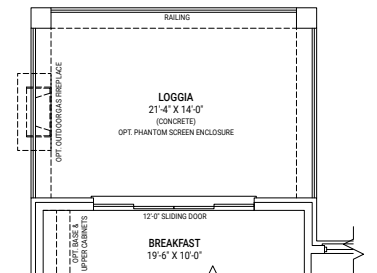 RAILING
OPT. OUTDOOR GAS FIREPLACE
LOGGIA
21'-4" X 14'-0"
(CONCRETE)
OPT. PHANTOM SCREEN ENCLOSURE
12'-0" SLIDING DOOR
OPT. BASE &
UPPER CABINETS
BREAKFAST
19'-6" X 10'-0"